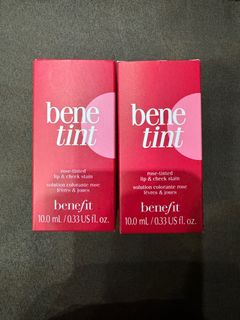 bene
tint
rose-tinted
lip & cheek stain
solution colorante rose
lèvres & joues
benefit
10.0 mL / 0.33 US fl. oz.
bene
tint
rose-tinted
lip & cheek stain
solution colorante rose
lèvres & joues
benefit
10.0 mL / 0.33 US fl. oz.